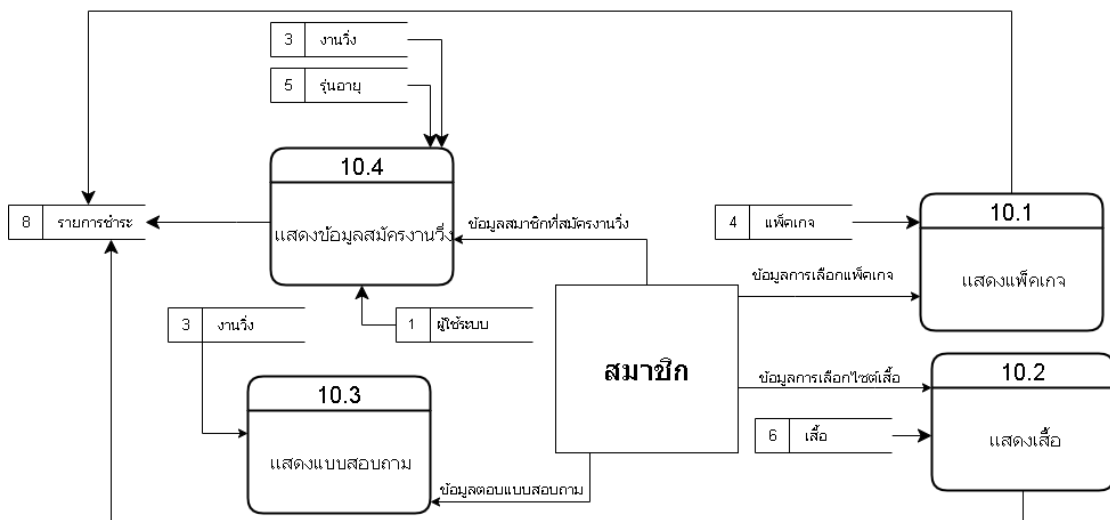 3 งานวิ่ง
5 รุ่นอายุ
10.4
แสดงข้อมูลสมัครงานวิ่ง
8 รายการชำระ
ข้อมูลสมาชิกที่สมัครงานวิ่ง
4 แพ็คเกจ
10.1
แสดงแพ็คเกจ
ข้อมูลการเลือกแพ็คเกจ
3 งานวิ่ง
1 ผู้ใช้ระบบ
สมาชิก
ข้อมูลการเลือกไซต์เสื้อ
10.2
แสดงเสื้อ
6 เสื้อ
10.3
แสดงแบบสอบถาม
ข้อมูลตอบแบบสอบถาม